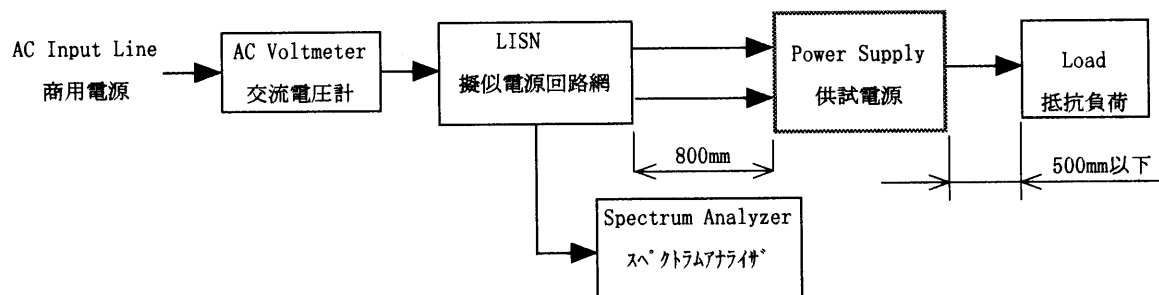 AC Input Line
商用電源
AC Voltmeter
交流電圧計
LISN
擬似電源回路網
Power Supply
供試電源
Load
抵抗負荷
800mm
500mm以下
Spectrum Analyzer
ｽﾍﾟｸﾄﾗﾑｱﾅﾗｲｻﾞ